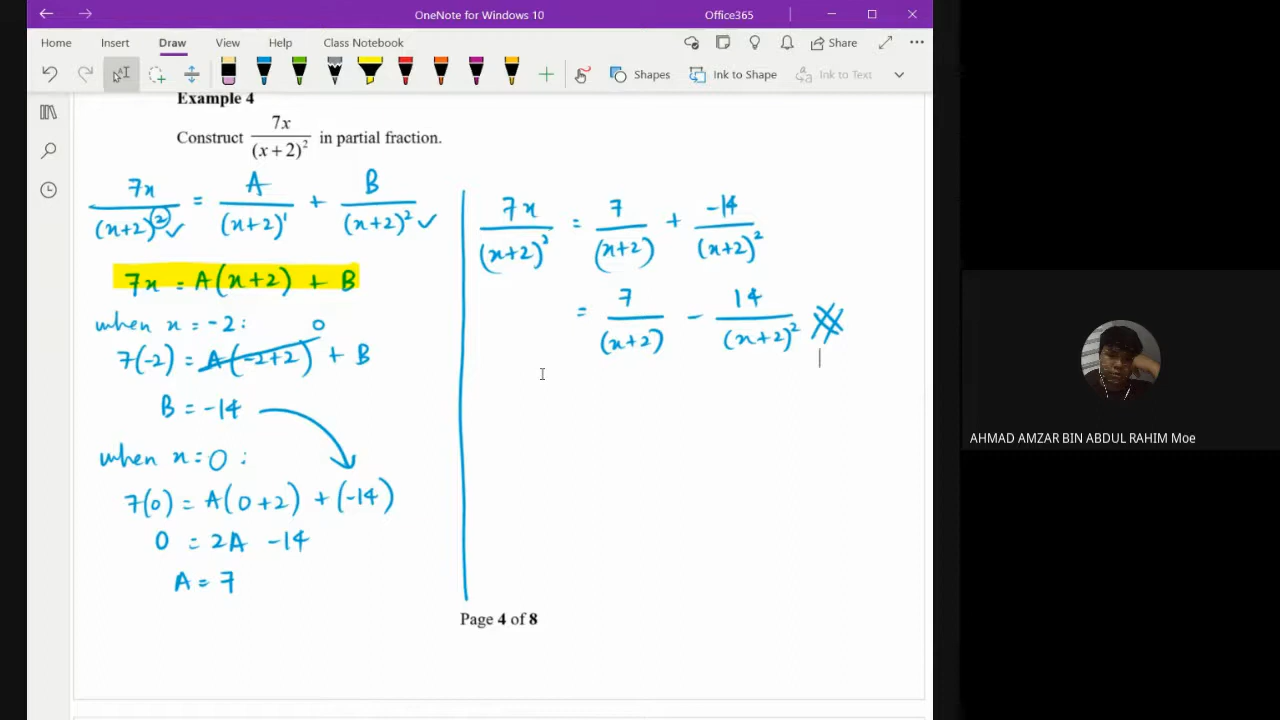 OneNote for Windows 10
Office365
Home Insert Draw View Help Class Notebook
Share
Shapes Ink to Shape Ink to Text
Example 4
Construct 7x/(x+2)² in partial fraction.
7x/(x+2)² = A/(x+2)¹ + B/(x+2)²
7x = A(x+2) + B
when x = -2: 0
7(-2) = A(-2+2) + B
B = -14
when x = 0 :
7(0) = A(0+2) + (-14)
0 = 2A -14
A = 7
7x/(x+2)² = 7/(x+2) + -14/(x+2)²
= 7/(x+2) - 14/(x+2)²
Page 4 of 8
AHMAD AMZAR BIN ABDUL RAHIM Moe